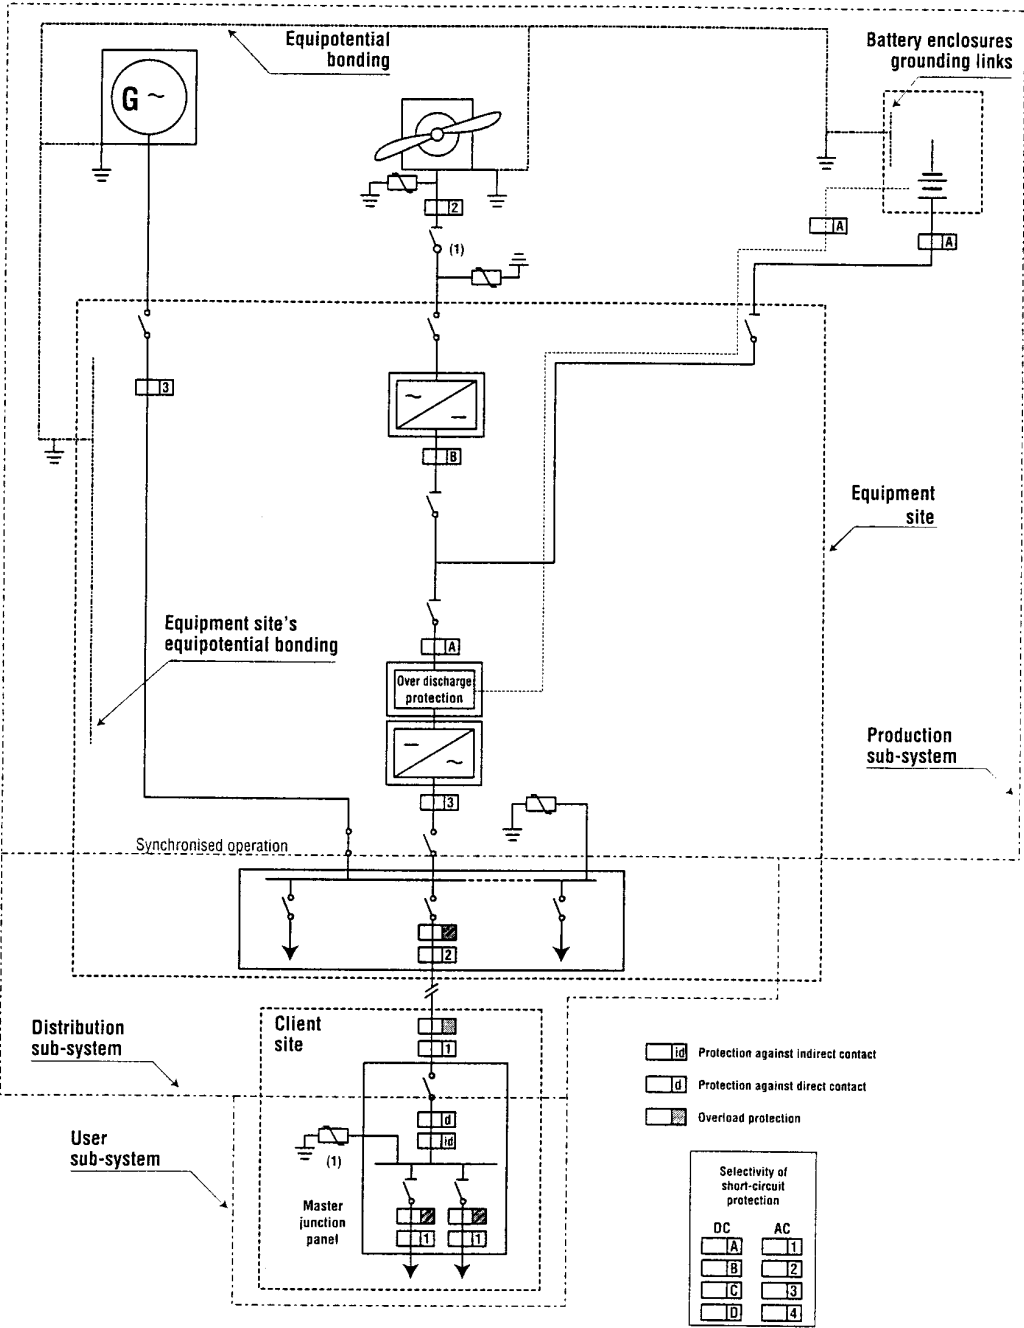 Equipotential
bonding
Battery enclosures
grounding links
G ~
2
A
A
(1)
3
~
B
Equipment
site
Equipment site's
equipotential bonding
A
Over discharge
protection
Production
sub-system
~
3
Synchronised operation
2
Distribution
sub-system
Client
site
1
id Protection against indirect contact
d Protection against direct contact
Overload protection
User
sub-system
d
id
(1)
Master
junction
panel
1
1
Selectivity of
short-circuit
protection
DC AC
A 1
B 2
C 3
D 4